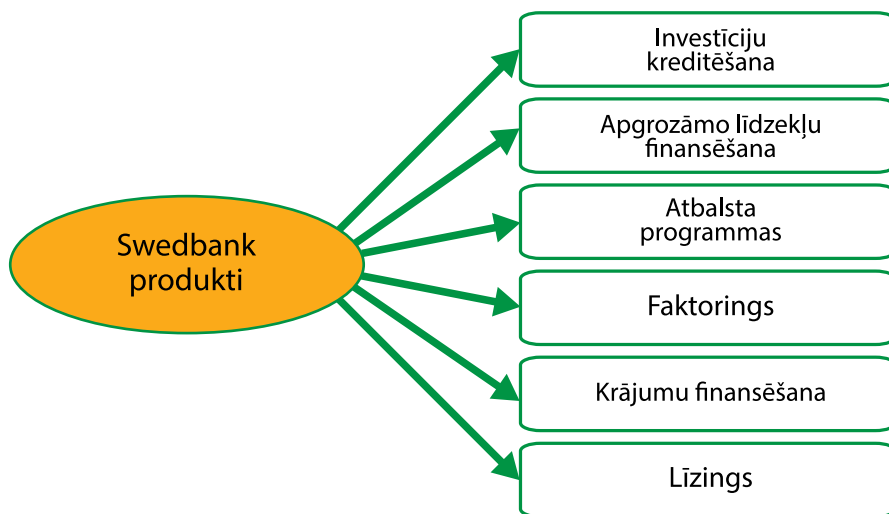 Swedbank
produkti
Investīciju
kreditēšana
Apgrozāmo līdzekļu
finansēšana
Atbalsta
programmas
Faktorings
Krājumu finansēšana
Līzings